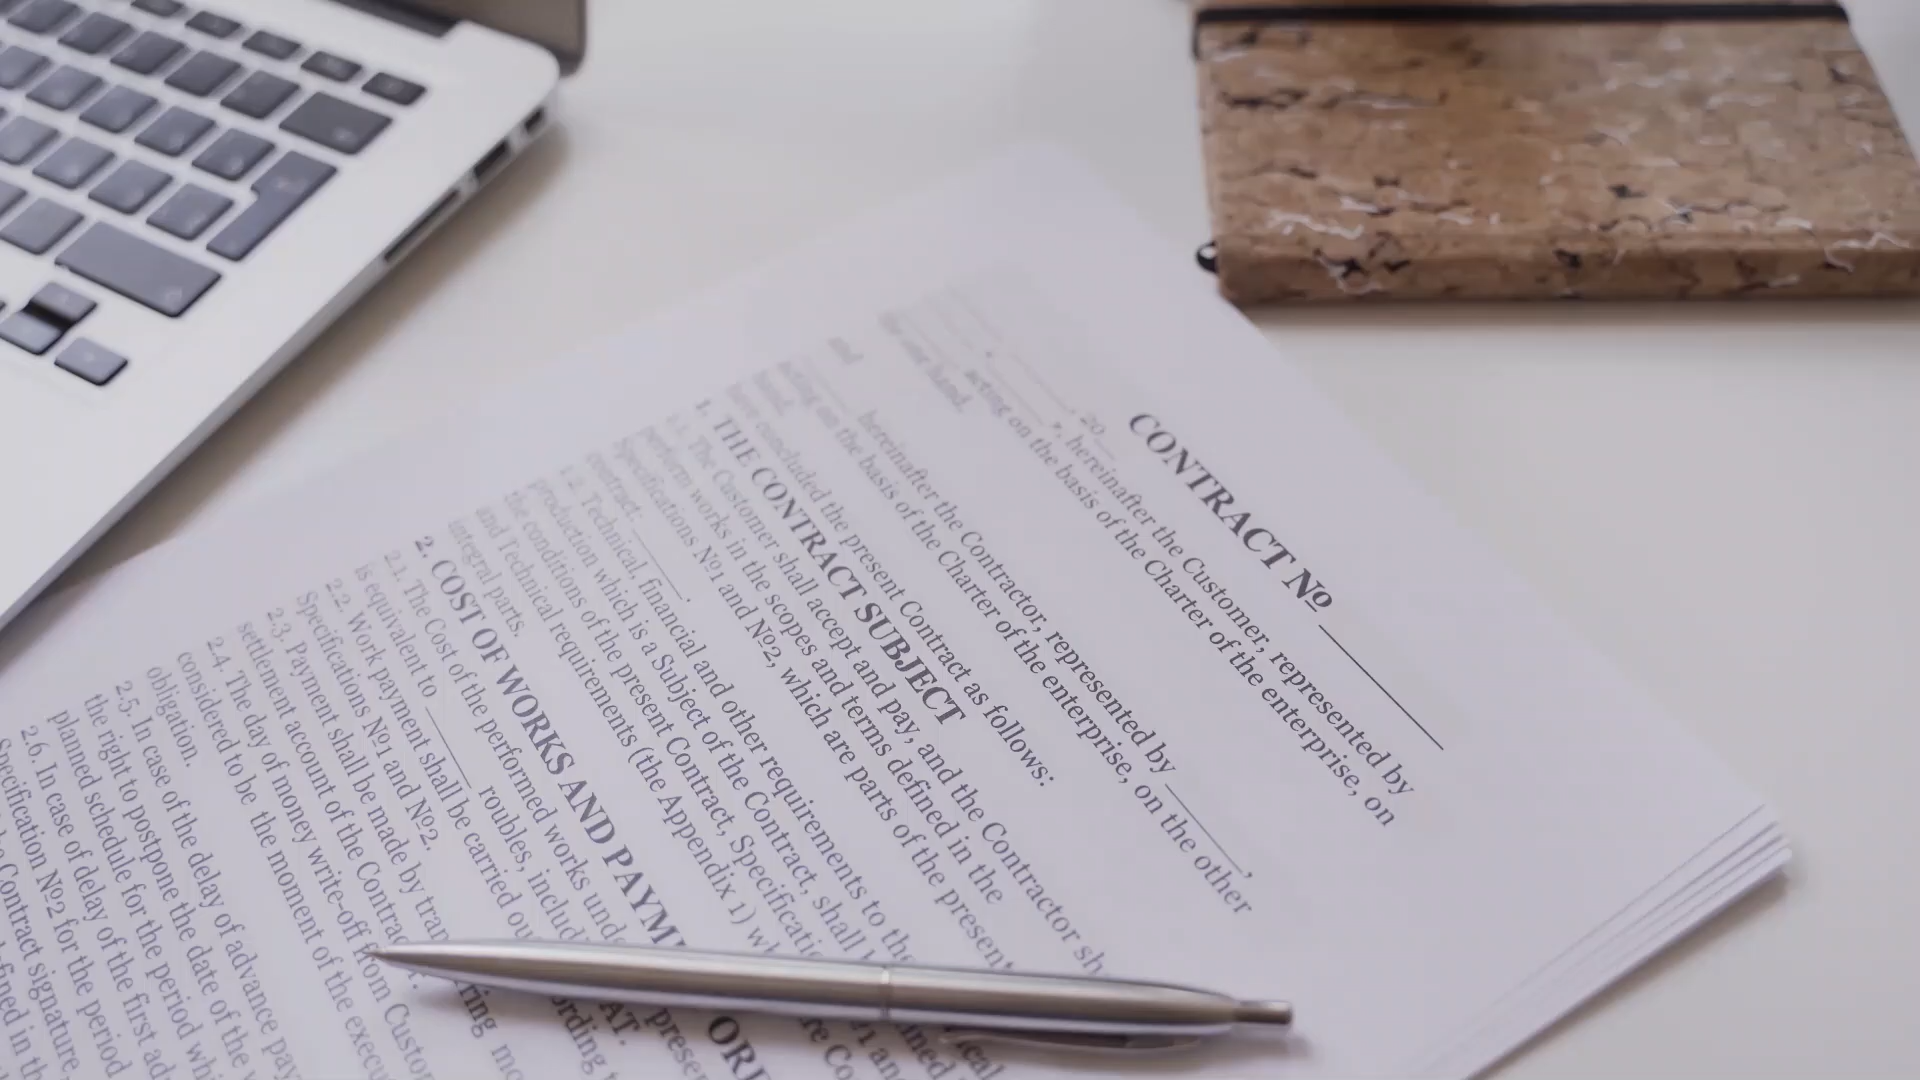 CONTRACT №
20
», hereinafter the Customer, represented by
acting on the basis of the Charter of the enterprise, on
the one hand,
and
hereinafter the Contractor, represented by
acting on the basis of the Charter of the enterprise, on the other
hand,
have concluded the present Contract as follows:
1. THE CONTRACT SUBJECT
1.1. The Customer shall accept and pay, and the Contractor sh
perform works in the scopes and terms defined in the
Specifications №1 and №2, which are parts of the present
contract:
1.2. Technical, financial and other requirements to the
production which is a Subject of the Contract, shall
the conditions of the present Contract, Specificatio
and Technical requirements (the Appendix 1) wh
integral parts.
2. COST OF WORKS AND PAYM
2.1. The Cost of the performed works unde
is equivalent to ______ roubles, includ
2.2. Work payment shall be carried ou
Specifications №1 and №2.
2.3. Payment shall be made by tran
settlement account of the Contrac
2.4. The day of money write-off from Custo
considered to be the moment of the execu
obligation.
2.5. In case of the delay of advance pay
the right to postpone the date of the
planned schedule for the period whi
2.6. In case of delay of the first ad
Specification №2 for the period
Contract signature,